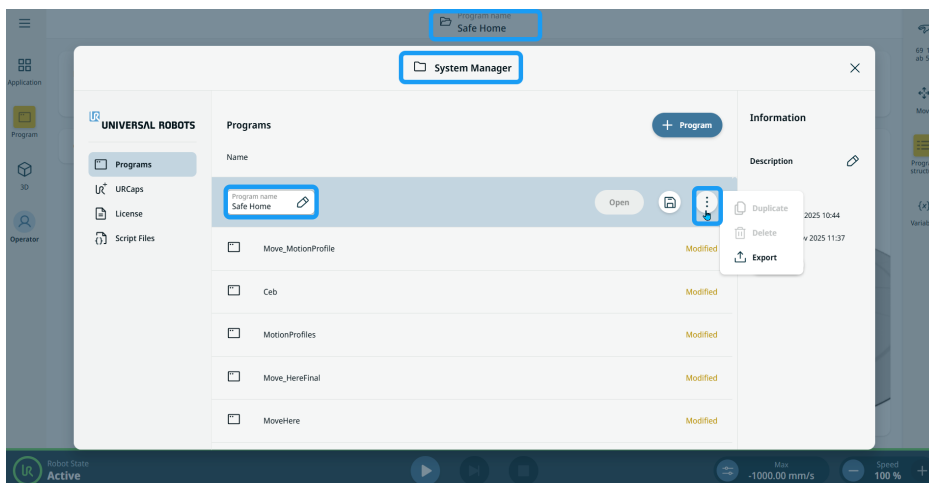 Program name
Safe Home
System Manager
Application
Program
3D
Operator
UNIVERSAL ROBOTS
Programs
URCaps
License
Script Files
Programs
+ Program
Name
Program name
Safe Home
Open
Move_MotionProfile
Modified
Ceb
Modified
MotionProfiles
Modified
Move_HereFinal
Modified
MoveHere
Modified
Information
Description
Duplicate
Delete
Export
2025 10:44
2025 11:37
Robot State
Active
UR
Max
-1000.00 mm/s
Speed
100 %